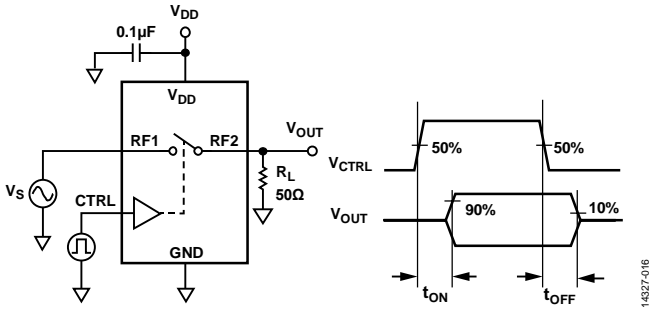 VDD
0.1µF
VDD
RF1 RF2
VOUT
VS
CTRL
RL
50Ω
GND
VCTRL
50% 50%
VOUT
90% 10%
tON tOFF
14327-016